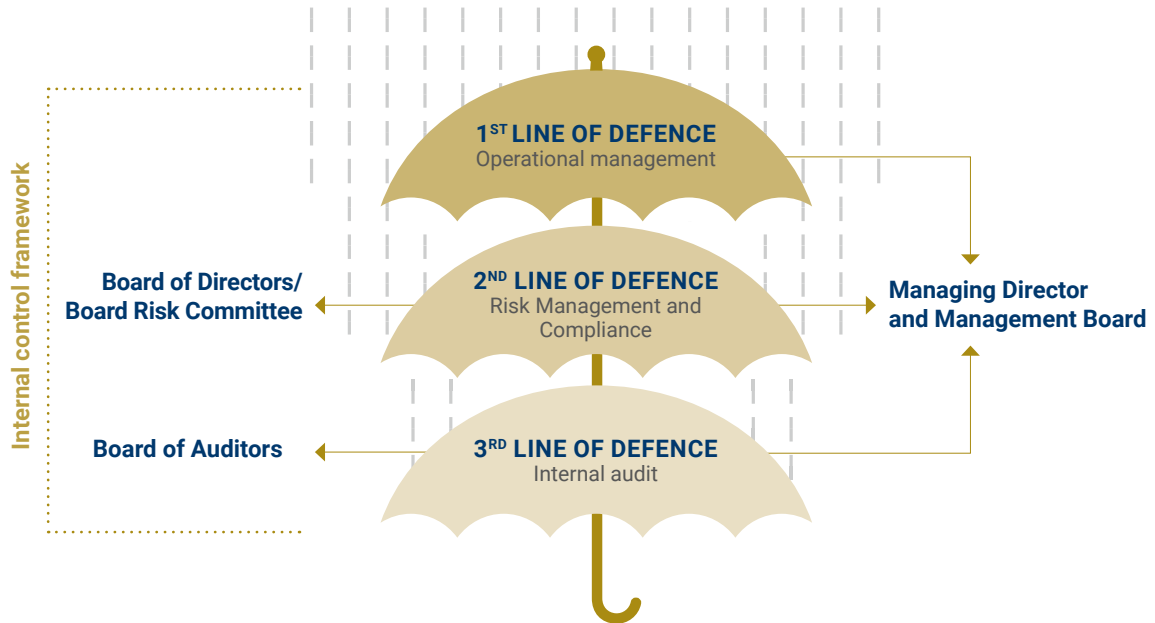 Internal control framework
1ST LINE OF DEFENCE
Operational management
Board of Directors/
Board Risk Committee
2ND LINE OF DEFENCE
Risk Management and
Compliance
Managing Director
and Management Board
Board of Auditors
3RD LINE OF DEFENCE
Internal audit